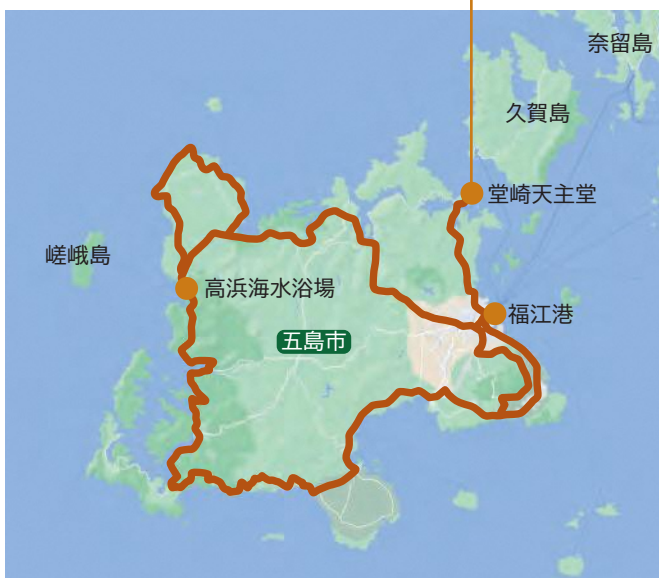 奈留島
久賀島
堂崎天主堂
嵯峨島
高浜海水浴場
福江港
五島市